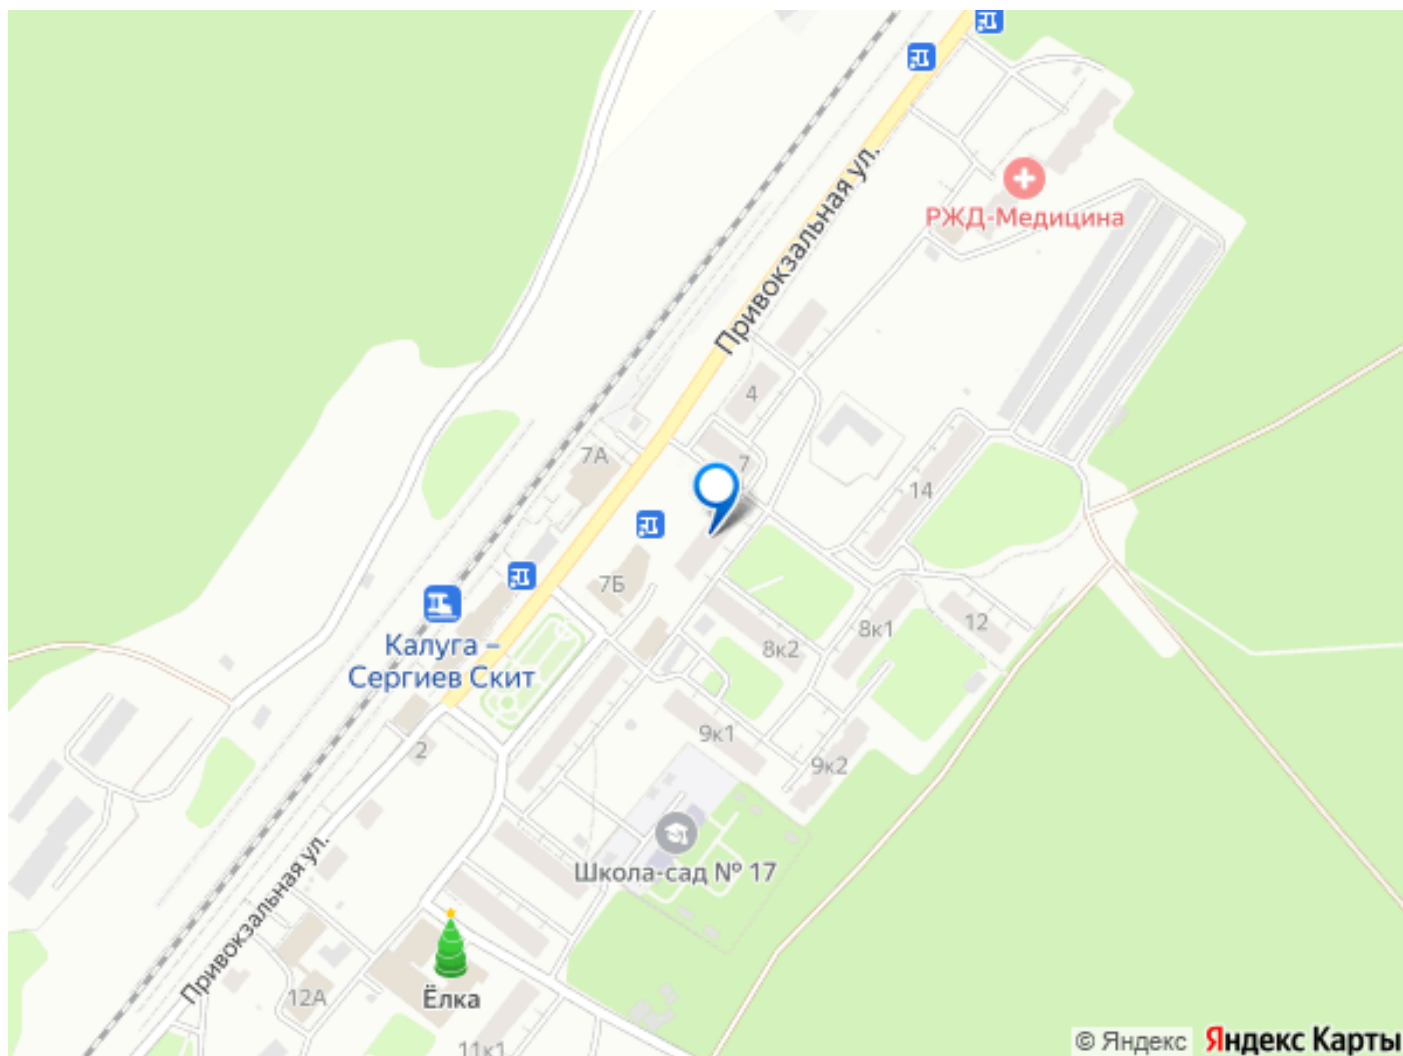 Привокзальная ул.
РЖД-Медицина
4
7А
7
14
7Б
Калуга –
Сергиев Скит
8к2
8к1
12
9к1
2
9к2
Школа-сад № 17
Привокзальная ул.
Ёлка
12А
11к1
© Яндекс Яндекс Карты